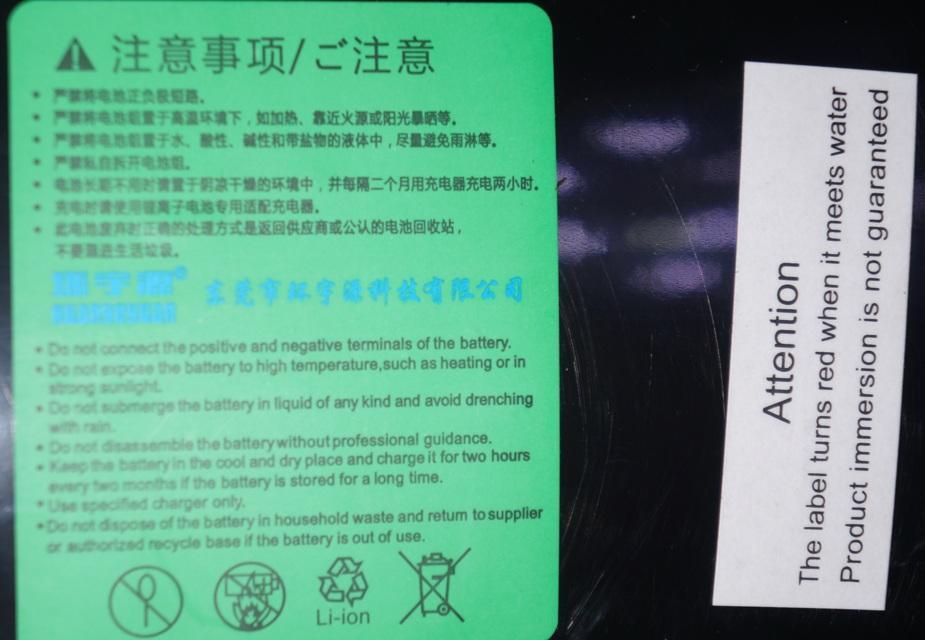 注意事项/ご注意
• 严禁将电池正负极短路。
• 严禁将电池组置于高温环境下，如加热、靠近火源或阳光暴晒等。
• 严禁将电池组置于水、酸性、碱性和带盐物的液体中，尽量避免雨淋等。
• 严禁私自拆开电池组。
• 电池长期不用时请置于阴凉干燥的环境中，并每隔二个月用充电器充电两小时。
• 充电时请使用锂离子电池专用适配充电器。
• 此电池废弃时正确的处理方式是返回供应商或公认的电池回收站，
不要混进生活垃圾。
环宇源® 东莞市环宇源科技有限公司
• Do not connect the positive and negative terminals of the battery.
• Do not expose the battery to high temperature,such as heating or in
strong sunlight.
• Do not submerge the battery in liquid of any kind and avoid drenching
with rain.
• Do not disassemble the battery without professional guidance.
• Keep the battery in the cool and dry place and charge it for two hours
every two months if the battery is stored for a long time.
• Use specified charger only.
• Do not dispose of the battery in household waste and return to supplier
or authorized recycle base if the battery is out of use.
Li-ion
Attention
The label turns red when it meets water
Product immersion is not guaranteed